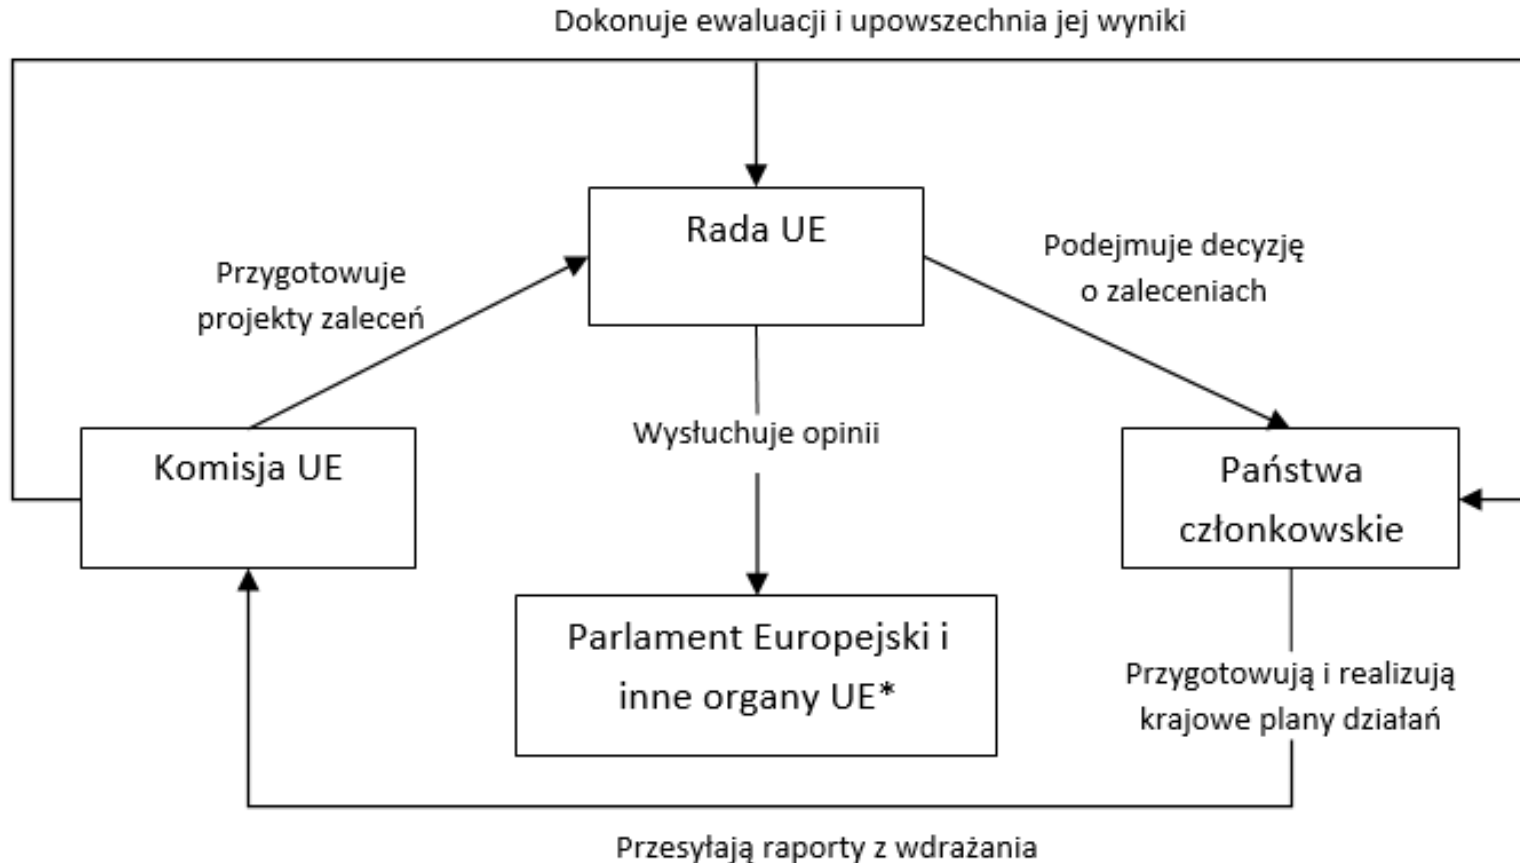 Dokonuje ewaluacji i upowszechnia jej wyniki
Rada UE
Podejmuje decyzję
o zaleceniach
Przygotowuje
projekty zaleceń
Wysłuchuje opinii
Komisja UE
Państwa
członkowskie
Parlament Europejski i
inne organy UE*
Przygotowują i realizują
krajowe plany działań
Przesyłają raporty z wdrażania